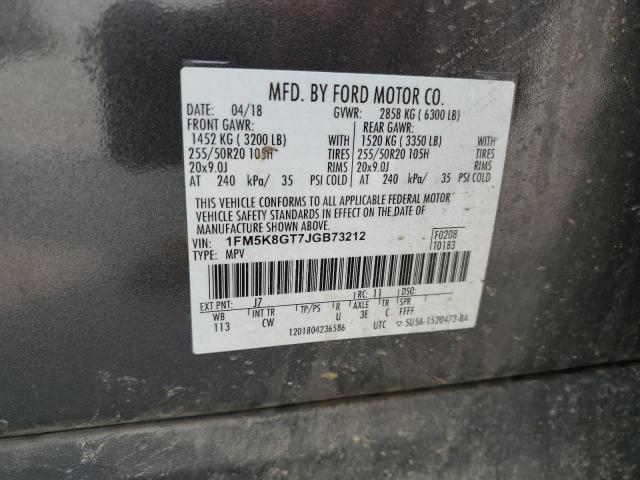 MFD. BY FORD MOTOR CO.
DATE: 04/18 GVWR: 2858 KG ( 6300 LB)
FRONT GAWR: REAR GAWR:
1452 KG ( 3200 LB) WITH 1520 KG ( 3350 LB) WITH
255/50R20 105H TIRES 255/50R20 105H TIRES
20x9.0J RIMS 20x9.0J RIMS
AT 240 kPa/ 35 PSI COLD AT 240 kPa/ 35 PSI COLD
THIS VEHICLE CONFORMS TO ALL APPLICABLE FEDERAL MOTOR
VEHICLE SAFETY STANDARDS IN EFFECT ON THE DATE OF
MANUFACTURE SHOWN ABOVE.
VIN: 1FM5K8GT7JGB73212 F0208
TYPE: MPV T0183
EXT PNT: J7 RC: 11 DSO:
WB INT TR TP/PS R AXLE TR SPR
113 CW U 3E C FFFF
1201804236586 UTC ▽5U5A-1520472-BA